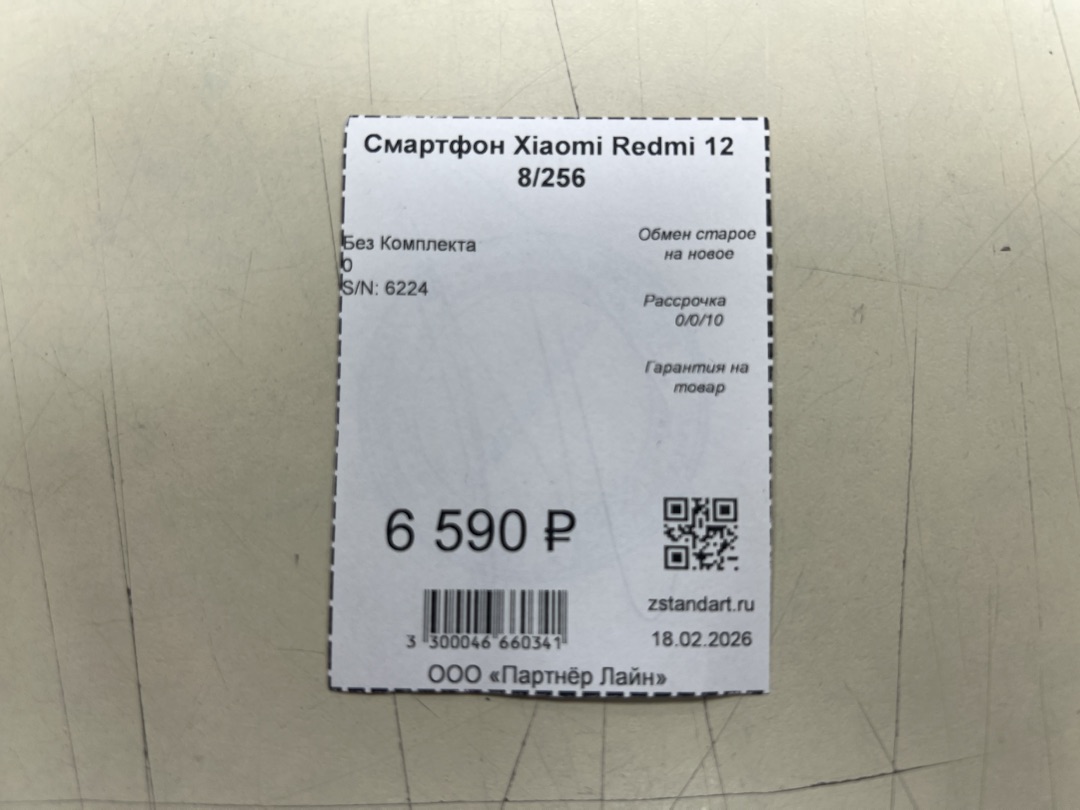 Смартфон Xiaomi Redmi 12
8/256
Без Комплекта
0
S/N: 6224
Обмен старое
на новое
Рассрочка
0/0/10
Гарантия на
товар
6 590 ₽
zstandart.ru
18.02.2026
3 300046 660341
ООО «Партнёр Лайн»